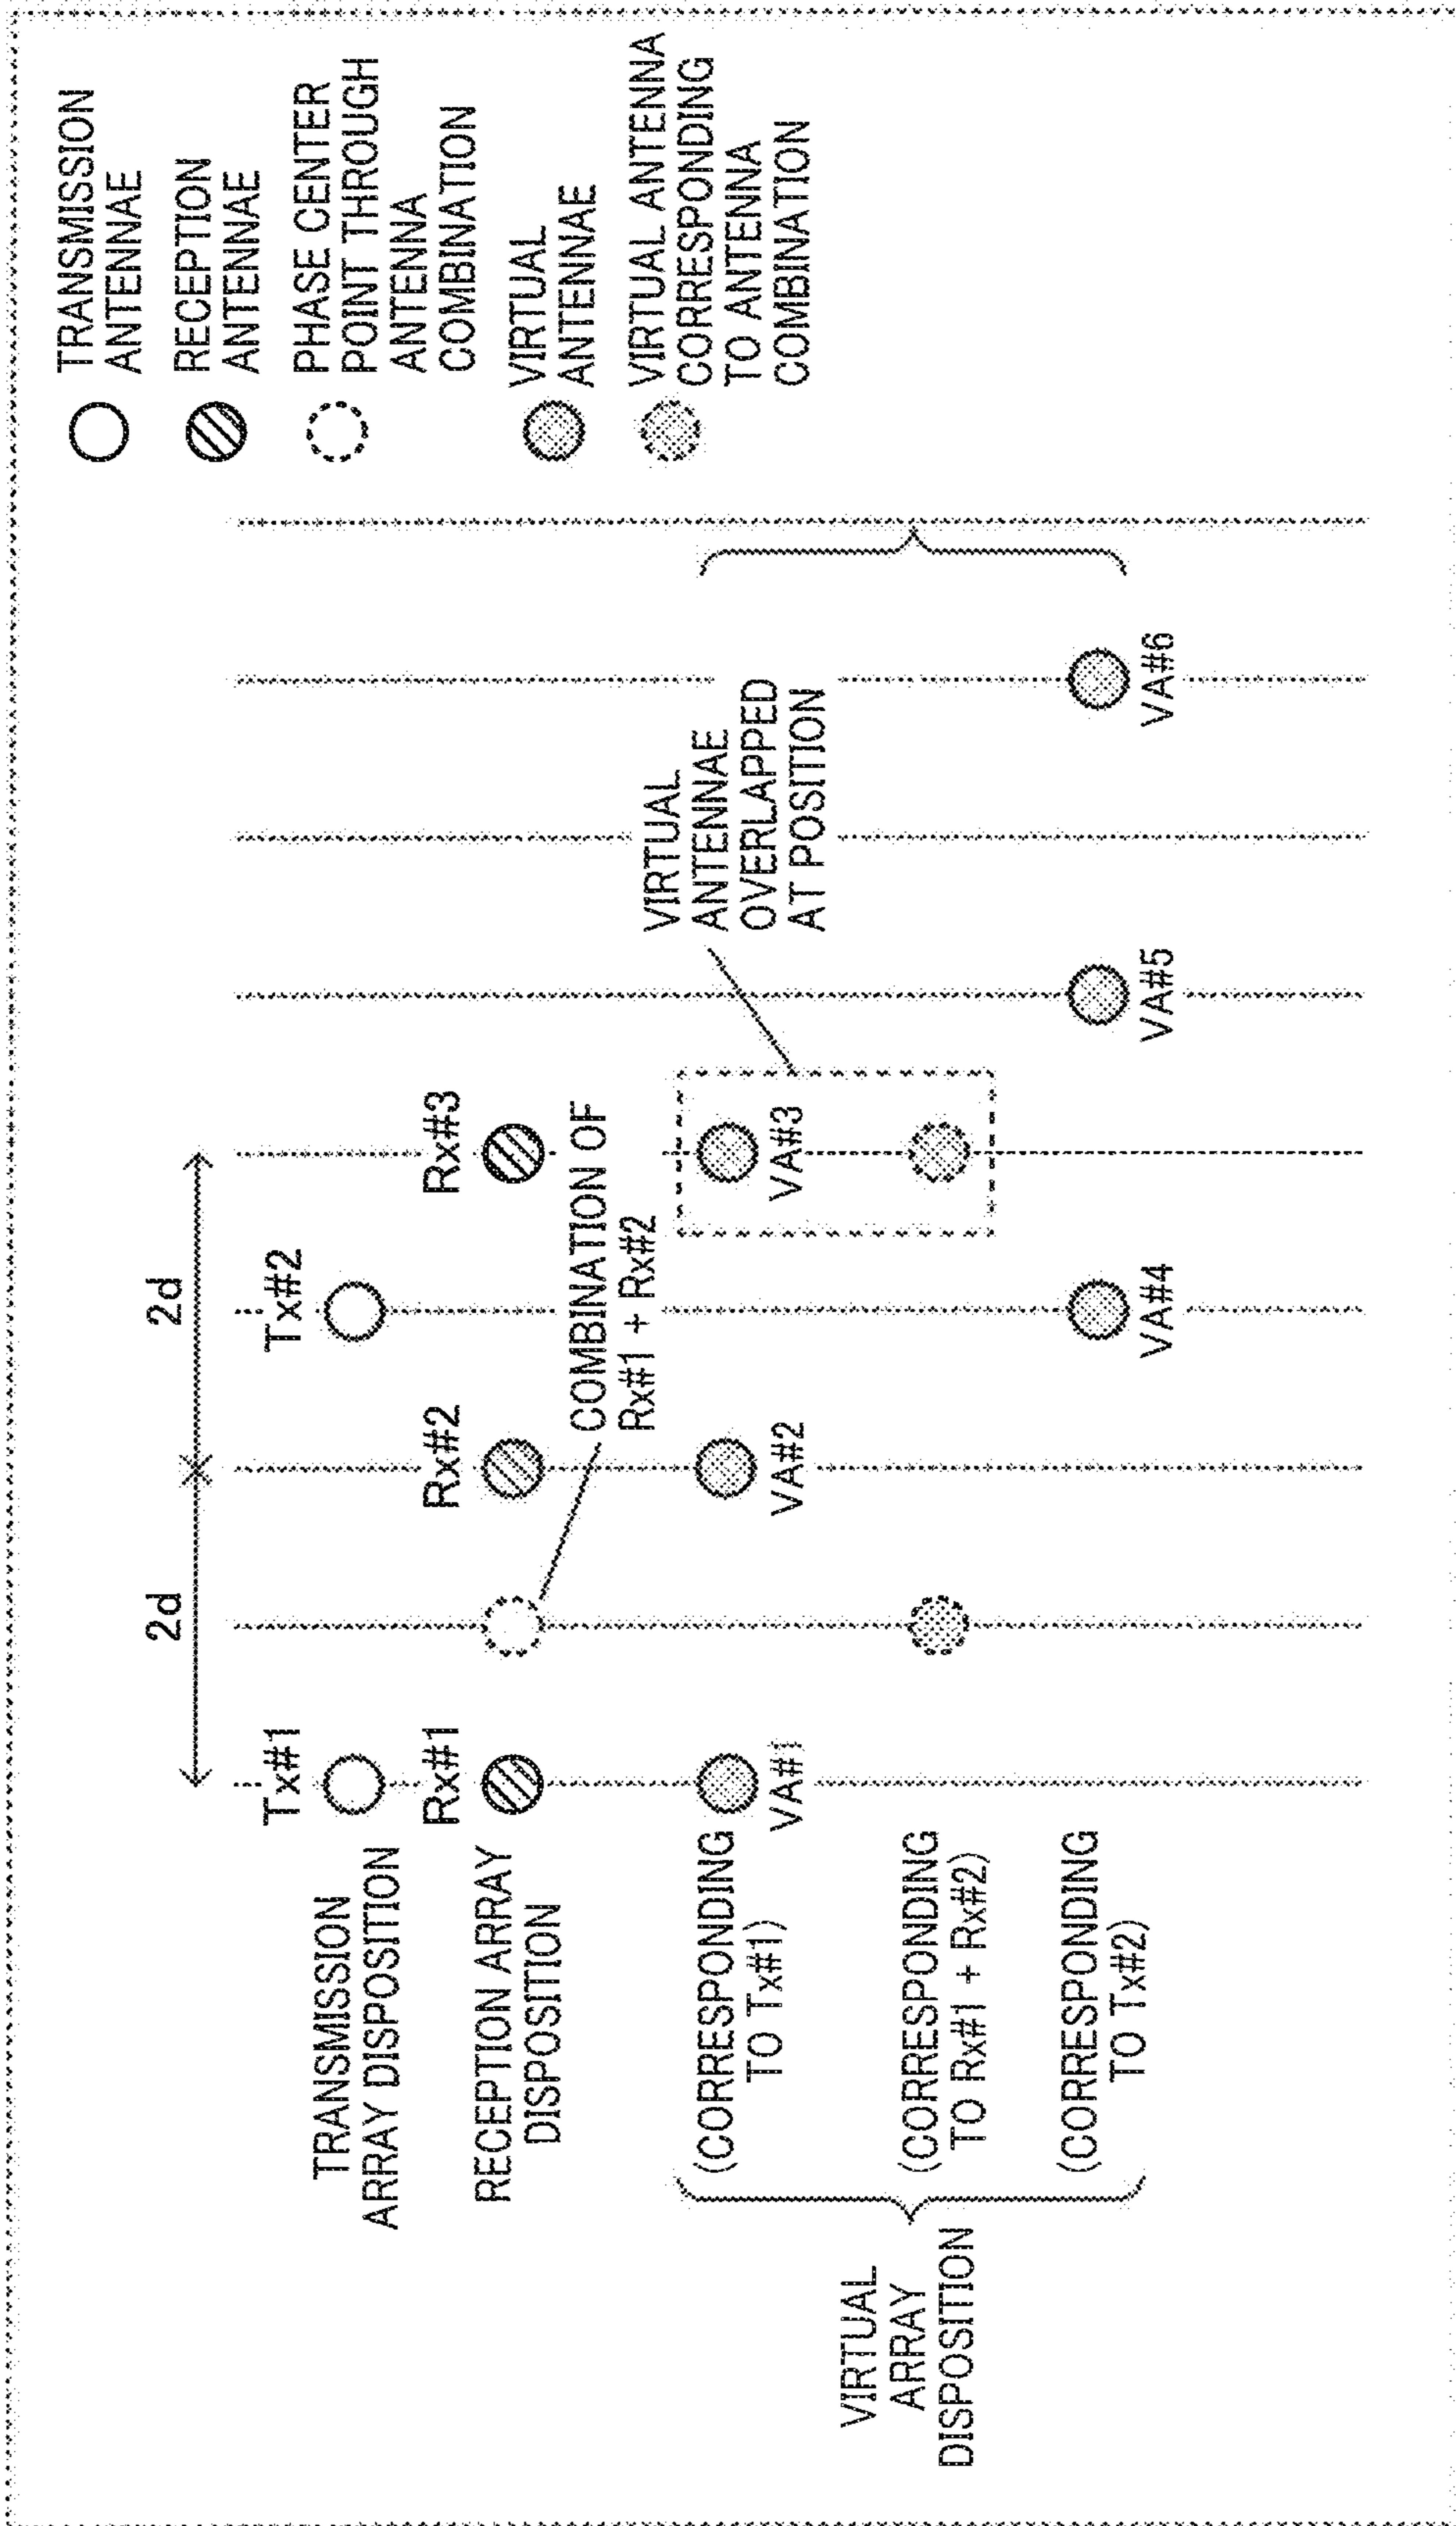 TRANSMISSION
ANTENNAE
RECEPTION
ANTENNAE
PHASE CENTER
POINT THROUGH
ANTENNA
COMBINATION
VIRTUAL
ANTENNAE
VIRTUAL ANTENNA
CORRESPONDING
TO ANTENNA
COMBINATION
2d
2d
TRANSMISSION
ARRAY DISPOSITION
Tx#1
Tx#2
RECEPTION ARRAY
DISPOSITION
Rx#1
Rx#2
Rx#3
COMBINATION OF
Rx#1 + Rx#2
VIRTUAL
ANTENNAE
OVERLAPPED
AT POSITION
VIRTUAL
ARRAY
DISPOSITION
(CORRESPONDING
TO Tx#1)
VA#1
VA#2
VA#3
(CORRESPONDING
TO Rx#1 + Rx#2)
(CORRESPONDING
TO Tx#2)
VA#4
VA#5
VA#6